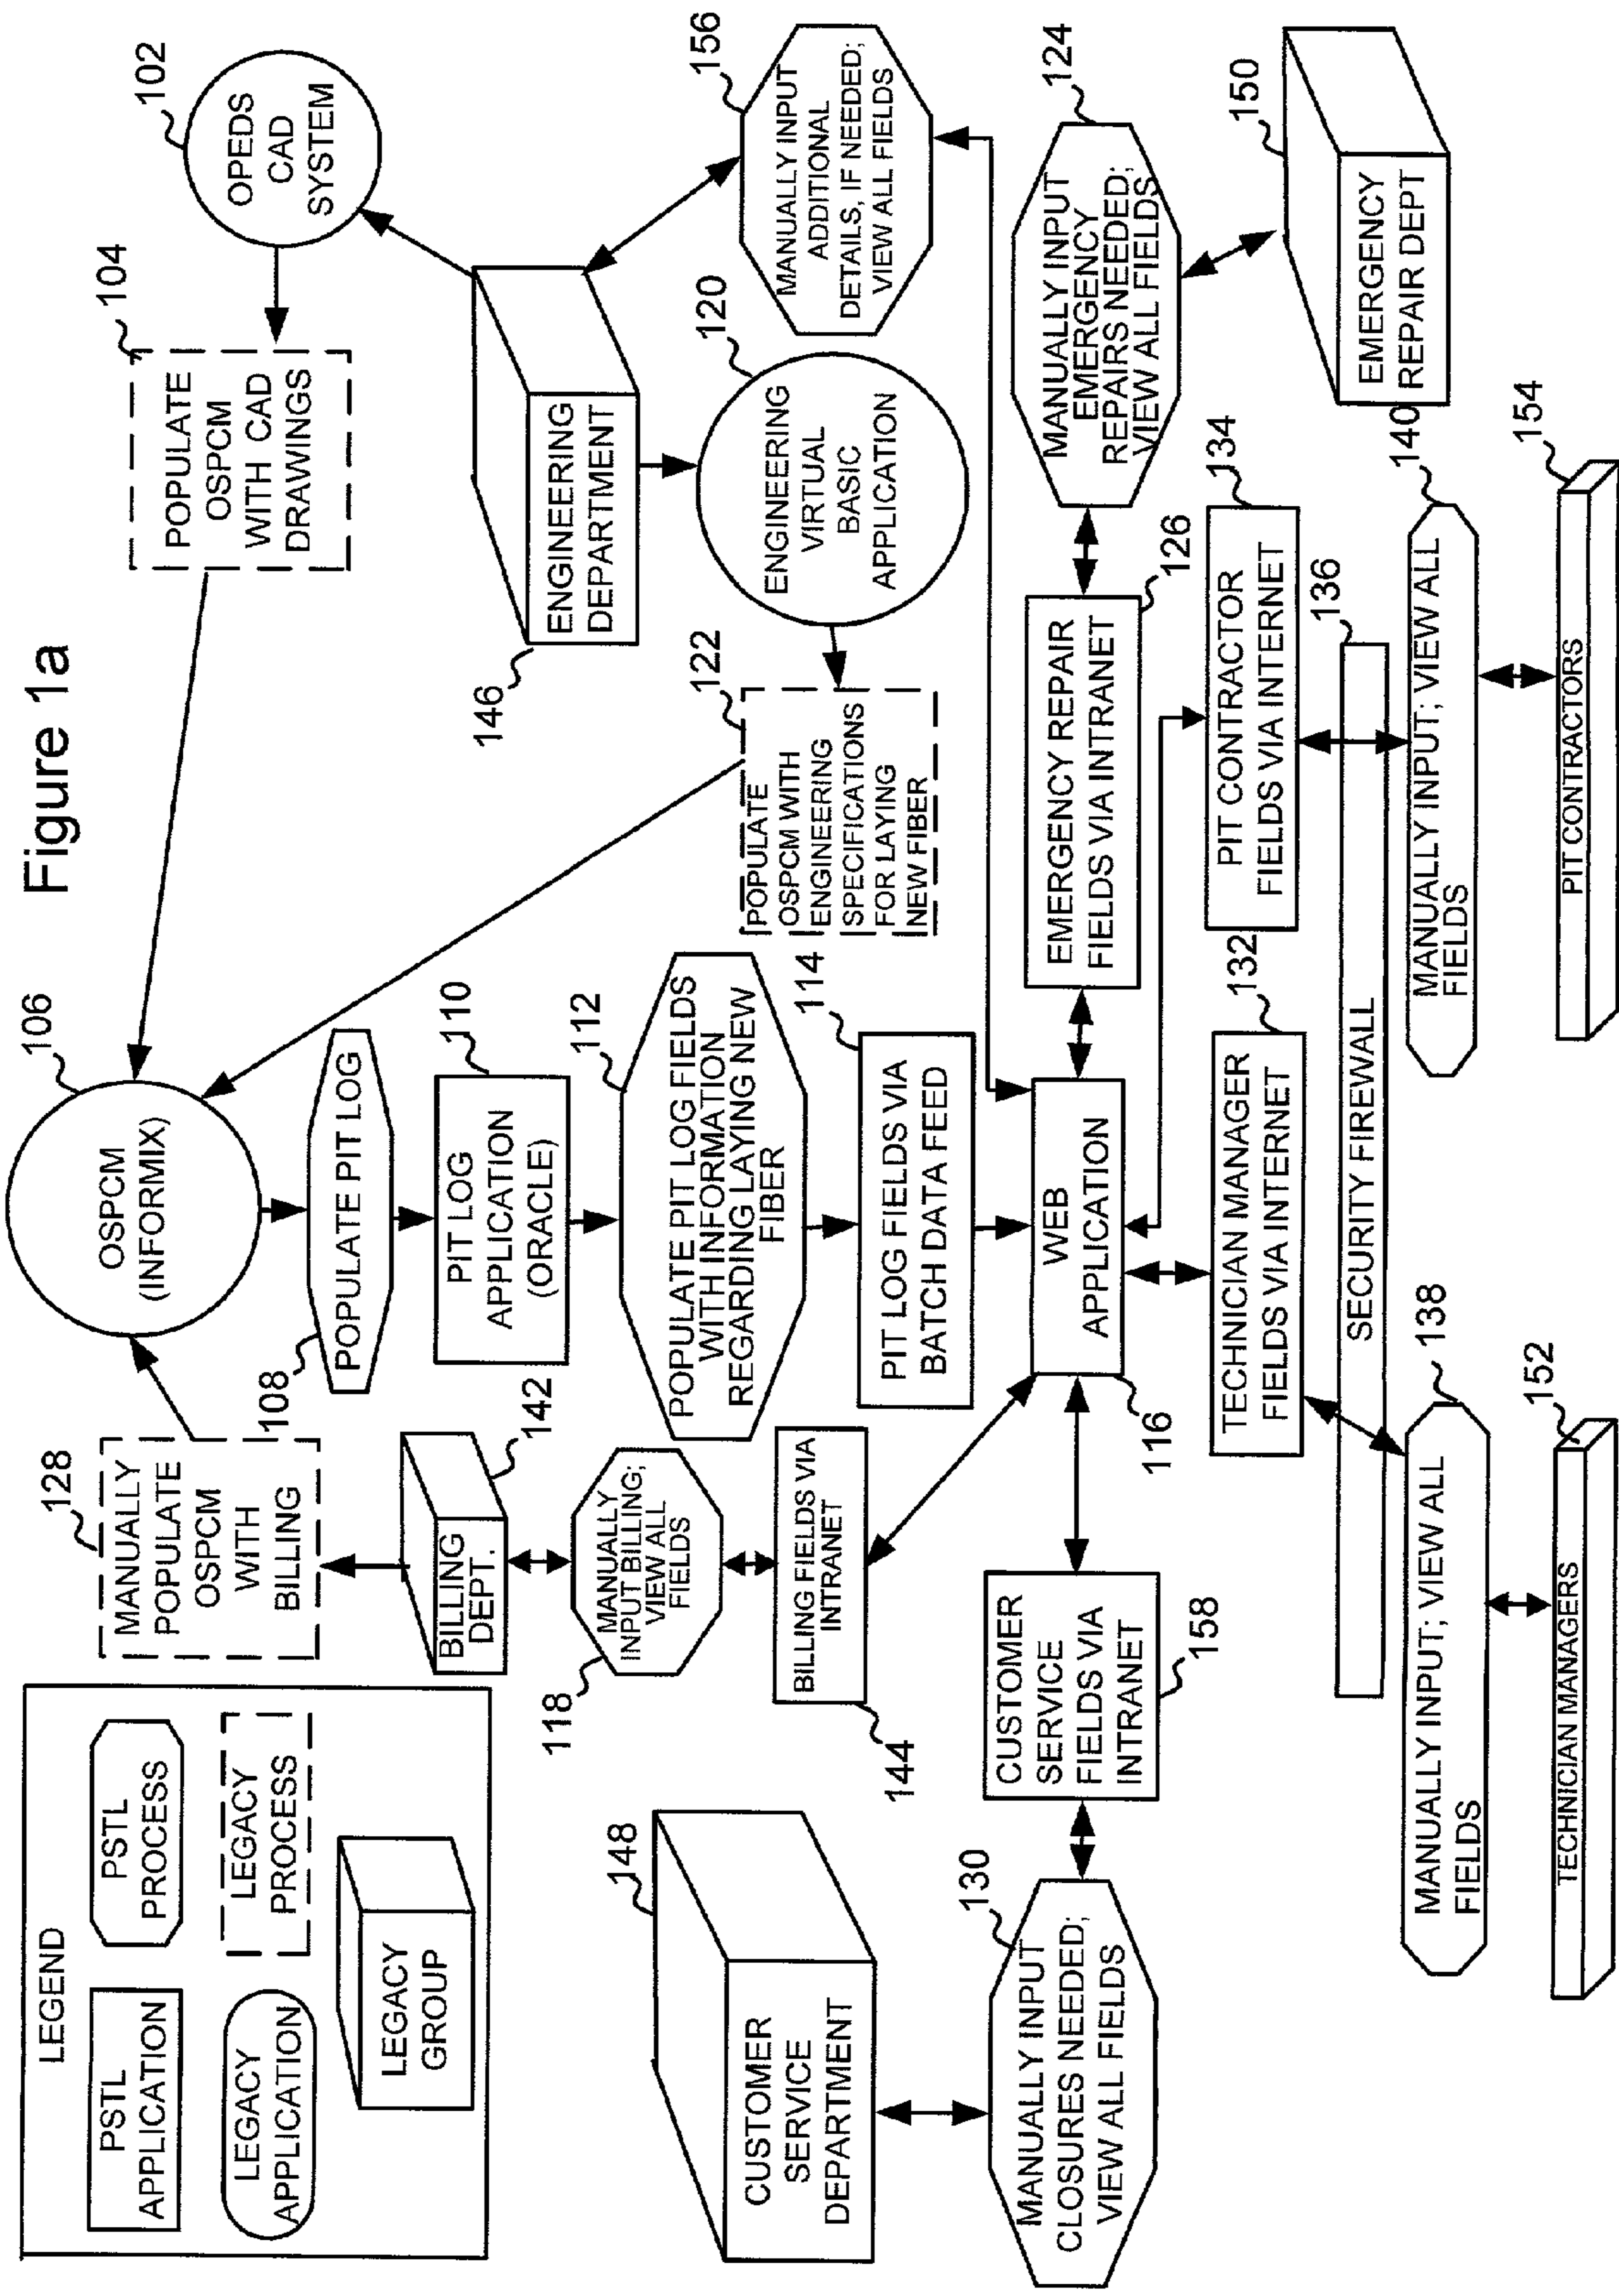 Figure 1a
LEGEND
PSTL
APPLICATION
PSTL
PROCESS
LEGACY
APPLICATION
LEGACY
PROCESS
LEGACY
GROUP
128
MANUALLY
POPULATE
OSPCM
WITH
BILLING
106
OSPCM
(INFORMIX)
104
POPULATE
OSPCM
WITH CAD
DRAWINGS
102
OPEDS
CAD
SYSTEM
108
POPULATE PIT LOG
142
BILLING
DEPT.
110
PIT LOG
APPLICATION
(ORACLE)
146
ENGINEERING
DEPARTMENT
118
MANUALLY
INPUT BILLING;
VIEW ALL
FIELDS
112
POPULATE PIT LOG FIELDS
WITH INFORMATION
REGARDING LAYING NEW
FIBER
122
POPULATE
OSPCM WITH
ENGINEERING
SPECIFICATIONS
FOR LAYING
NEW FIBER
120
ENGINEERING
VIRTUAL
BASIC
APPLICATION
156
MANUALLY INPUT
ADDITIONAL
DETAILS, IF NEEDED;
VIEW ALL FIELDS
148
CUSTOMER
SERVICE
DEPARTMENT
144
BILLING FIELDS VIA
INTRANET
114
PIT LOG FIELDS VIA
BATCH DATA FEED
130
MANUALLY INPUT
CLOSURES NEEDED;
VIEW ALL FIELDS
CUSTOMER
SERVICE
FIELDS VIA
INTRANET
158
WEB
APPLICATION
116
EMERGENCY REPAIR
FIELDS VIA INTRANET
126
124
MANUALLY INPUT
EMERGENCY
REPAIRS NEEDED;
VIEW ALL FIELDS
132
TECHNICIAN MANAGER
FIELDS VIA INTERNET
134
PIT CONTRACTOR
FIELDS VIA INTERNET
150
EMERGENCY
REPAIR DEPT
136
SECURITY FIREWALL
138
MANUALLY INPUT; VIEW ALL
FIELDS
140
MANUALLY INPUT; VIEW ALL
FIELDS
152
TECHNICIAN MANAGERS
154
PIT CONTRACTORS